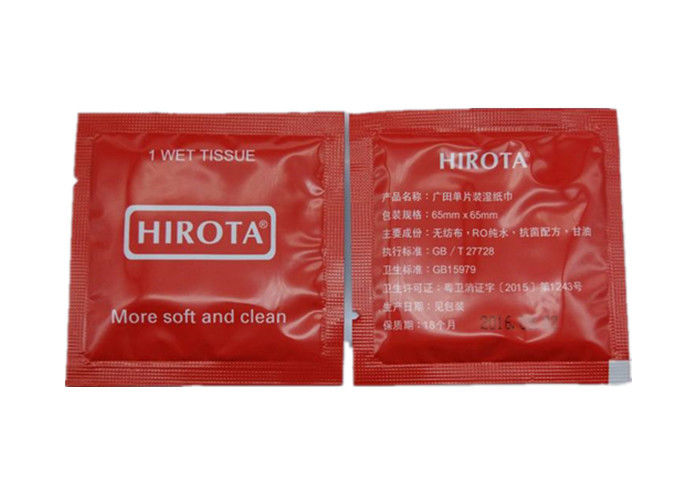 1 WET TISSUE
HIROTA®
More soft and clean
HIROTA®
产品名称：广田单片装湿纸巾
包装规格：65mm x 65mm
主要成份：无纺布·RO纯水·抗菌配方·甘油
执行标准：GB/T 27728
卫生标准：GB15979
卫生许可证：粤卫消证字〔2015〕第1243号
生产日期：见包装
保质期：18个月